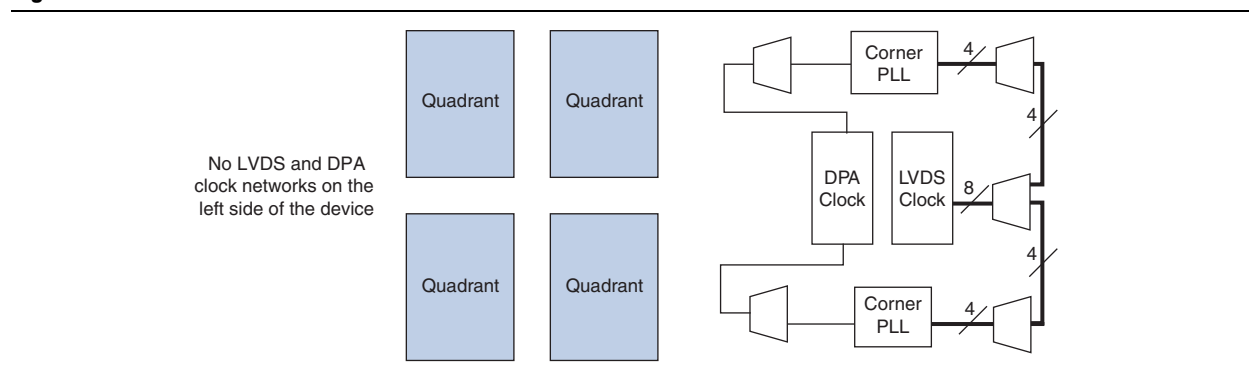 Quadrant
Quadrant
Corner
PLL
4
4
No LVDS and DPA
clock networks on the
left side of the device
DPA
Clock
LVDS
Clock
8
4
Quadrant
Quadrant
Corner
PLL
4